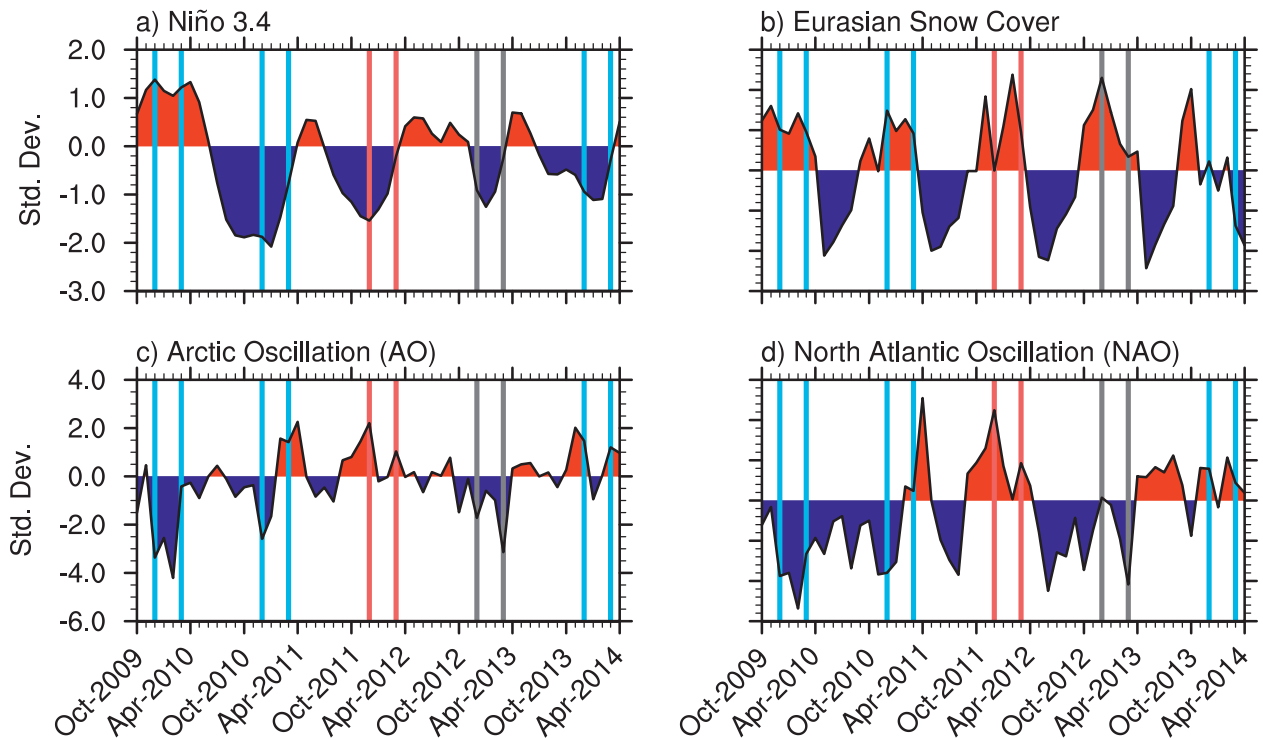 a) Niño 3.4
b) Eurasian Snow Cover
2.0
1.0
0.0
-1.0
-2.0
-3.0
Std. Dev.
c) Arctic Oscillation (AO)
d) North Atlantic Oscillation (NAO)
4.0
2.0
0.0
-2.0
-4.0
-6.0
Std. Dev.
Oct-2009
Apr-2010
Oct-2010
Apr-2011
Oct-2011
Apr-2012
Oct-2012
Apr-2013
Oct-2013
Apr-2014
Oct-2009
Apr-2010
Oct-2010
Apr-2011
Oct-2011
Apr-2012
Oct-2012
Apr-2013
Oct-2013
Apr-2014